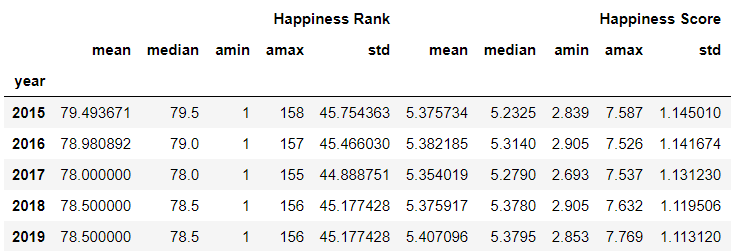 Happiness Rank Happiness Score
mean median amin amax std mean median amin amax std
year
2015 79.493671 79.5 1 158 45.754363 5.375734 5.2325 2.839 7.587 1.145010
2016 78.980892 79.0 1 157 45.466030 5.382185 5.3140 2.905 7.526 1.141674
2017 78.000000 78.0 1 155 44.888751 5.354019 5.2790 2.693 7.537 1.131230
2018 78.500000 78.5 1 156 45.177428 5.375917 5.3780 2.905 7.632 1.119506
2019 78.500000 78.5 1 156 45.177428 5.407096 5.3795 2.853 7.769 1.113120